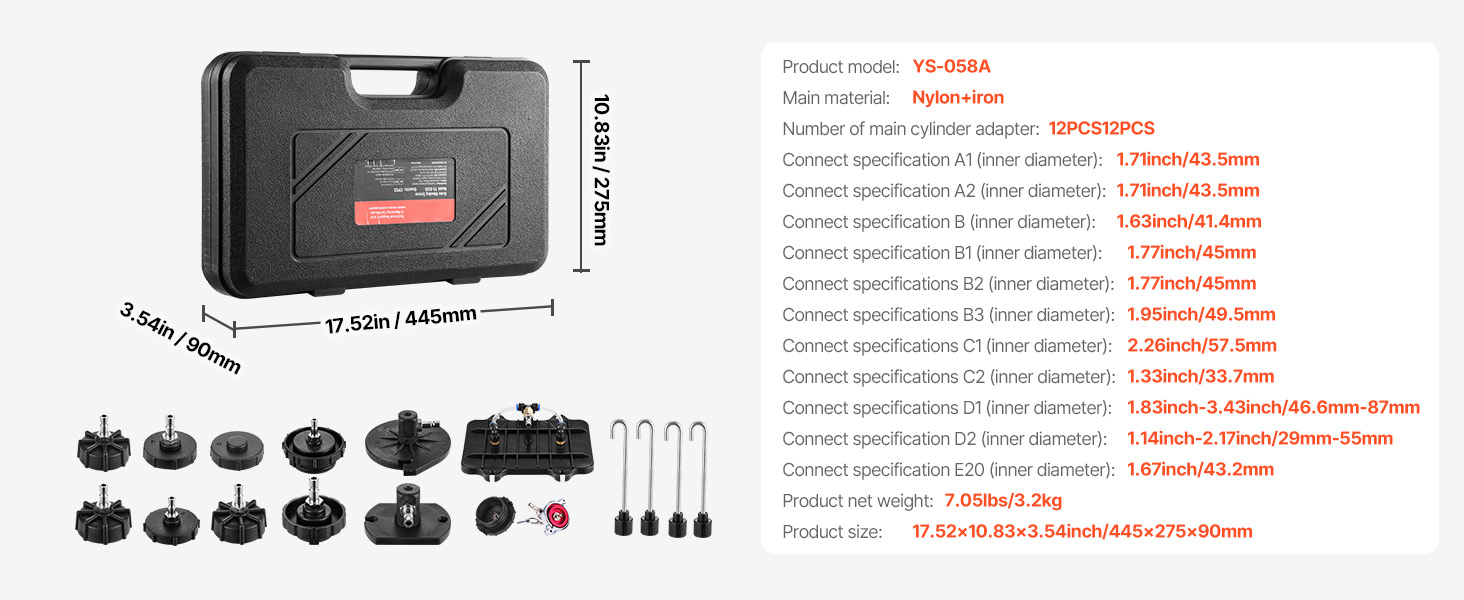 10.83in / 275mm
3.54in / 90mm
17.52in / 445mm
Product model: YS-058A
Main material: Nylon+iron
Number of main cylinder adapter: 12PCS12PCS
Connect specification A1 (inner diameter): 1.71inch/43.5mm
Connect specification A2 (inner diameter): 1.71inch/43.5mm
Connect specification B (inner diameter): 1.63inch/41.4mm
Connect specifications B1 (inner diameter): 1.77inch/45mm
Connect specifications B2 (inner diameter): 1.77inch/45mm
Connect specifications B3 (inner diameter): 1.95inch/49.5mm
Connect specifications C1 (inner diameter): 2.26inch/57.5mm
Connect specifications C2 (inner diameter): 1.33inch/33.7mm
Connect specifications D1 (inner diameter): 1.83inch-3.43inch/46.6mm-87mm
Connect specifications D2 (inner diameter): 1.14inch-2.17inch/29mm-55mm
Connect specification E20 (inner diameter): 1.67inch/43.2mm
Product net weight: 7.05lbs/3.2kg
Product size: 17.52×10.83×3.54inch/445×275×90mm